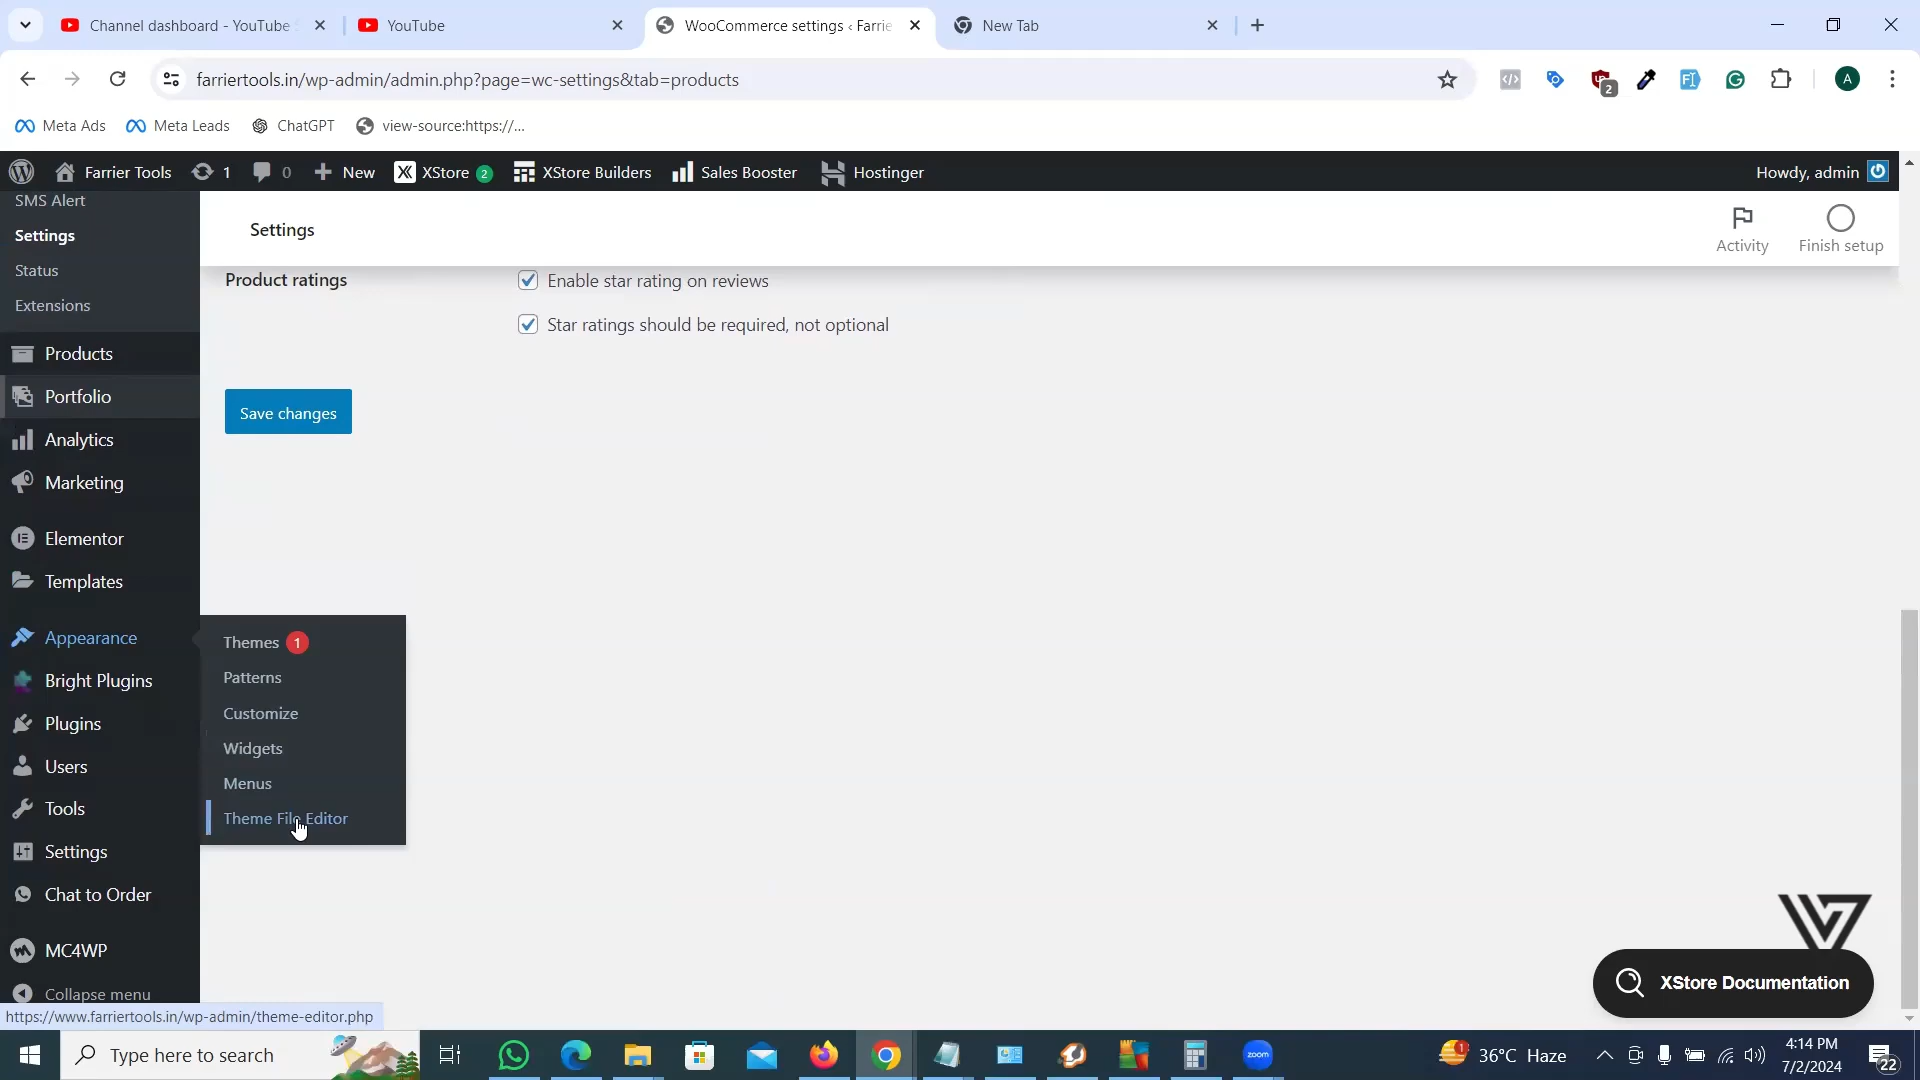 Channel dashboard - YouTube
YouTube
WooCommerce settings ‹ Farrie
New Tab
farriertools.in/wp-admin/admin.php?page=wc-settings&tab=products
2
A
Meta Ads
Meta Leads
ChatGPT
view-source:https://...
Farrier Tools
1
0
New
XStore 2
XStore Builders
Sales Booster
Hostinger
Howdy, admin
SMS Alert
Settings
Status
Extensions
Products
Portfolio
Analytics
Marketing
Elementor
Templates
Appearance
Bright Plugins
Plugins
Users
Tools
Settings
Chat to Order
MC4WP
Collapse menu
Themes 1
Patterns
Customize
Widgets
Menus
Theme File Editor
Settings
Activity
Finish setup
Product ratings
Enable star rating on reviews
Star ratings should be required, not optional
Save changes
XStore Documentation
https://www.farriertools.in/wp-admin/theme-editor.php
Type here to search
zoom
1
36°C Haze
4:14 PM
7/2/2024
22